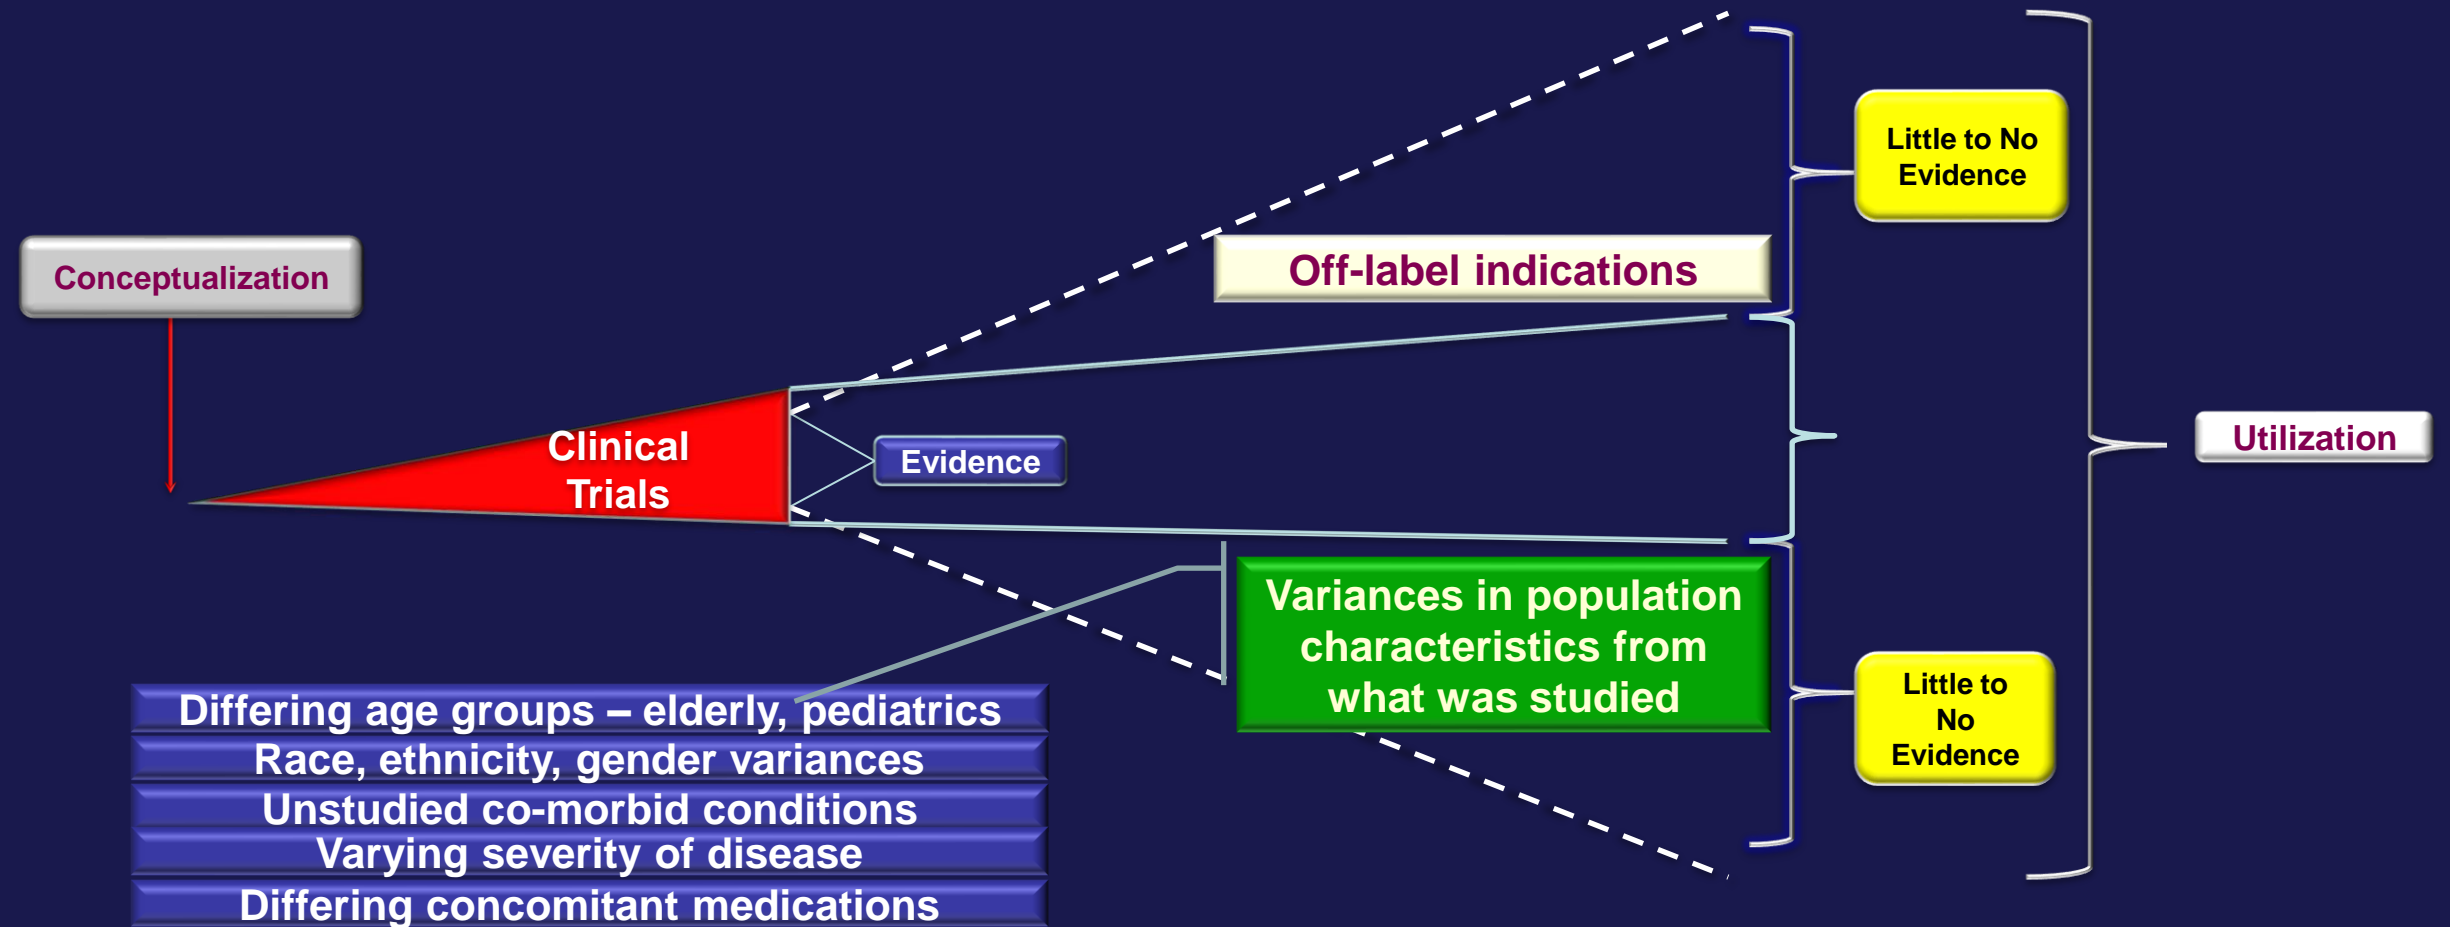 Little to No
Evidence
Conceptualization
Off-label indications
Clinical
Trials
Evidence
Utilization
Variances in population
characteristics from
what was studied
Little to
No
Evidence
Differing age groups – elderly, pediatrics
Race, ethnicity, gender variances
Unstudied co-morbid conditions
Varying severity of disease
Differing concomitant medications